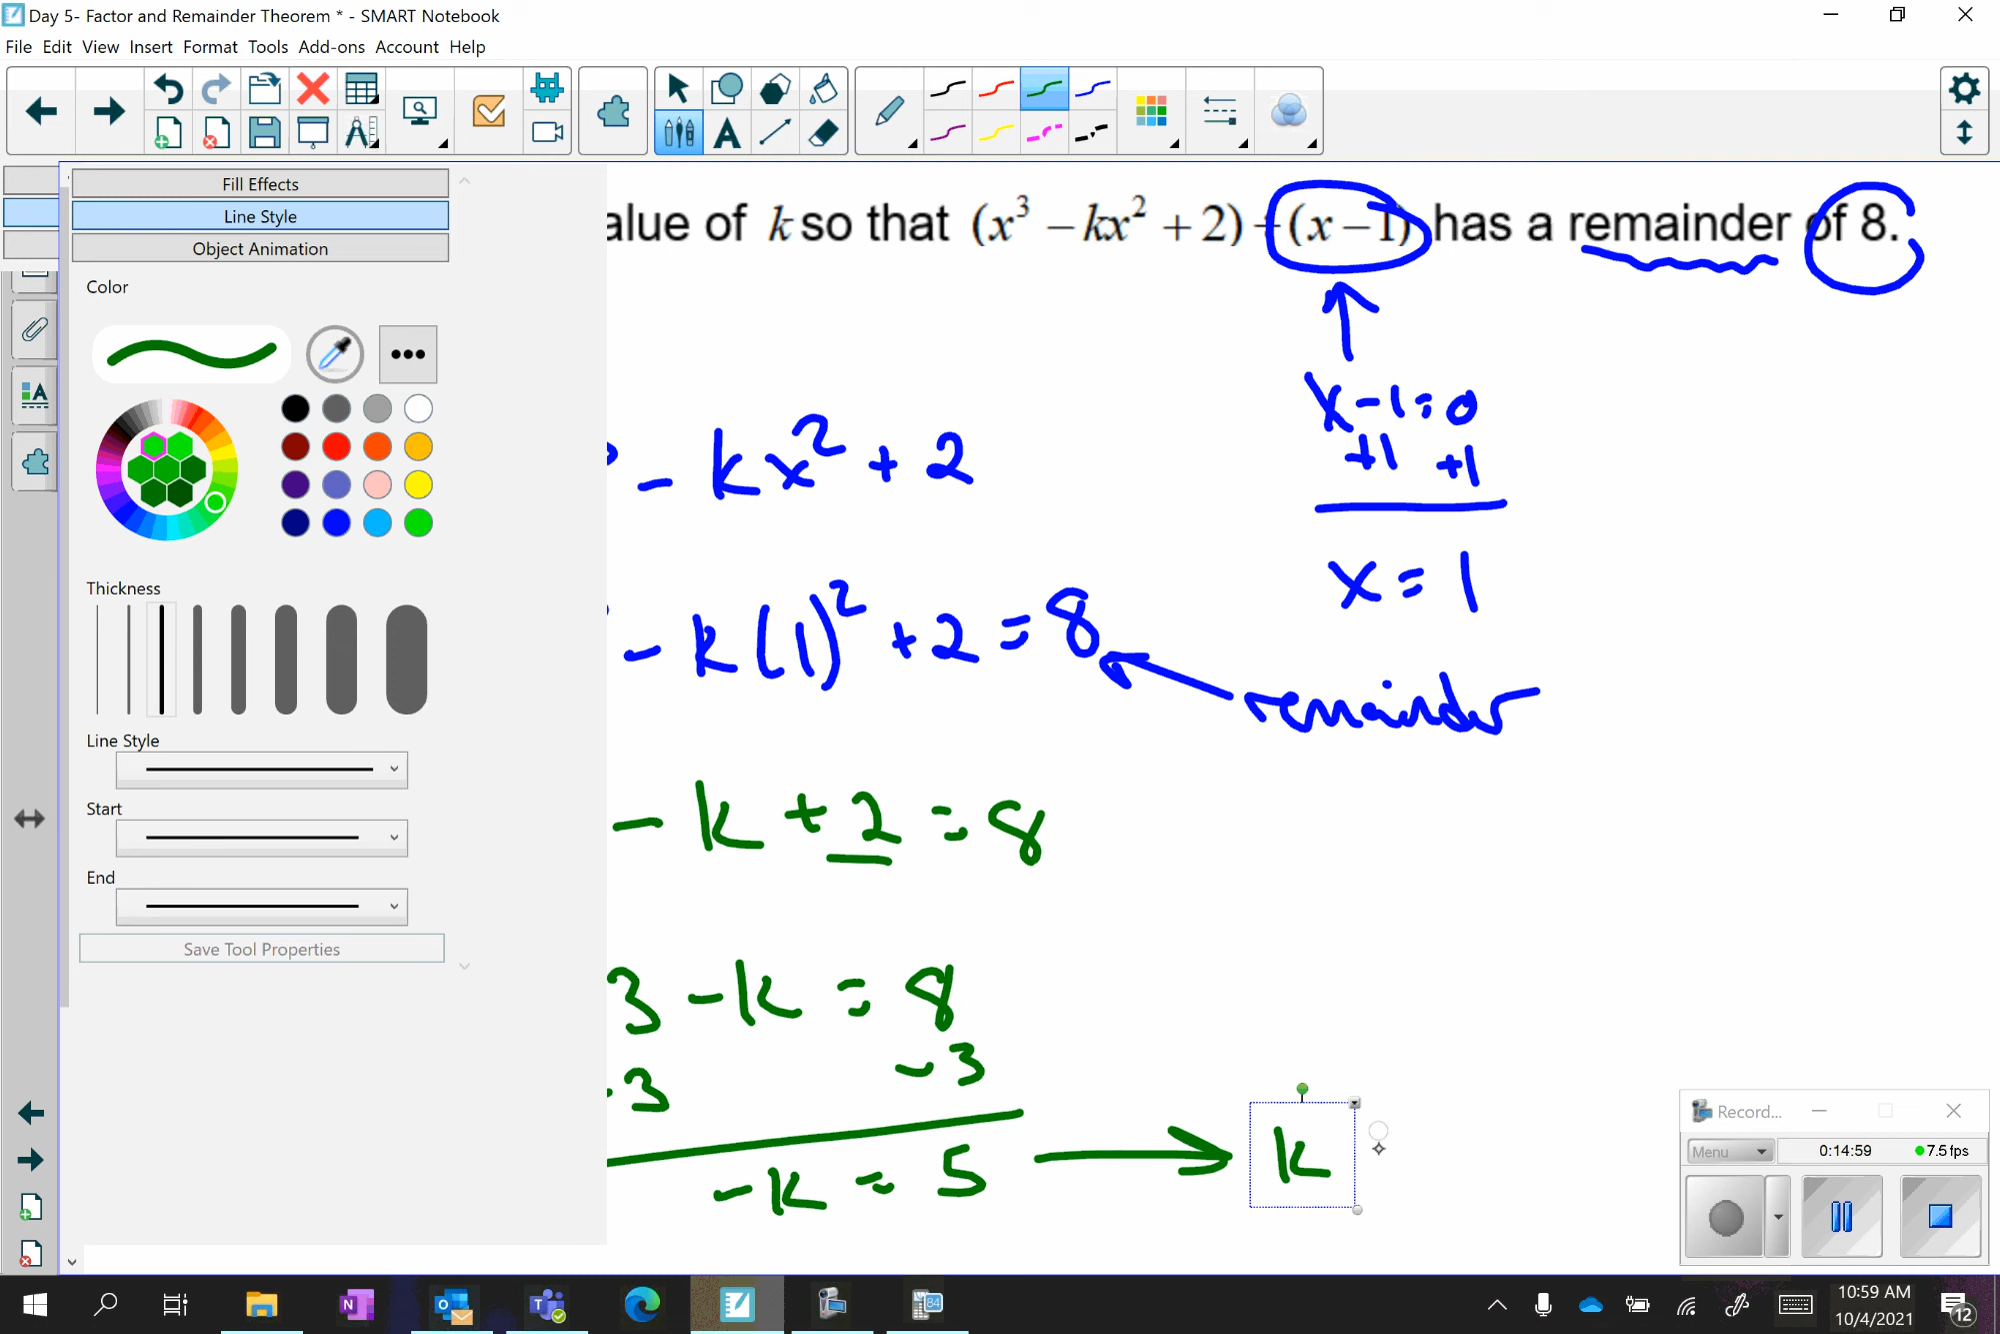 Day 5- Factor and Remainder Theorem * - SMART Notebook
File Edit View Insert Format Tools Add-ons Account Help
Fill Effects
Line Style
Object Animation
Color
Thickness
Line Style
Start
End
Save Tool Properties
alue of k so that (x³ – kx² + 2) ÷ (x – 1) has a remainder of 8.
x - 1 = 0
+1 +1
x = 1
- kx² + 2
- k(1)² + 2 = 8
remainder
- k + 2 = 8
3 - k = 8
-3 -3
-k = 5
k
Record...
Menu 0:14:59 7.5 fps
84
10:59 AM
10/4/2021
12